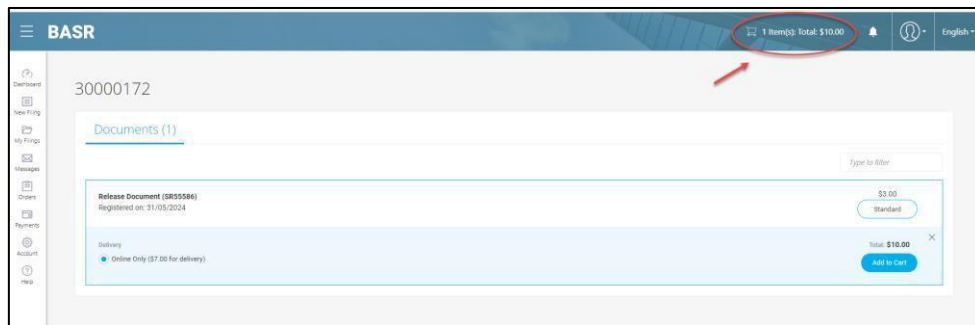 BASR
1 Item(s): Total: $10.00
English
Dashboard
New Filing
My Filings
Messages
Orders
Payments
Account
Help
30000172
Documents (1)
Type to filter
Release Document (SR55586)
Registered on: 31/05/2024
$3.00
Standard
Delivery
Online Only ($7.00 for delivery)
Total: $10.00
Add to Cart